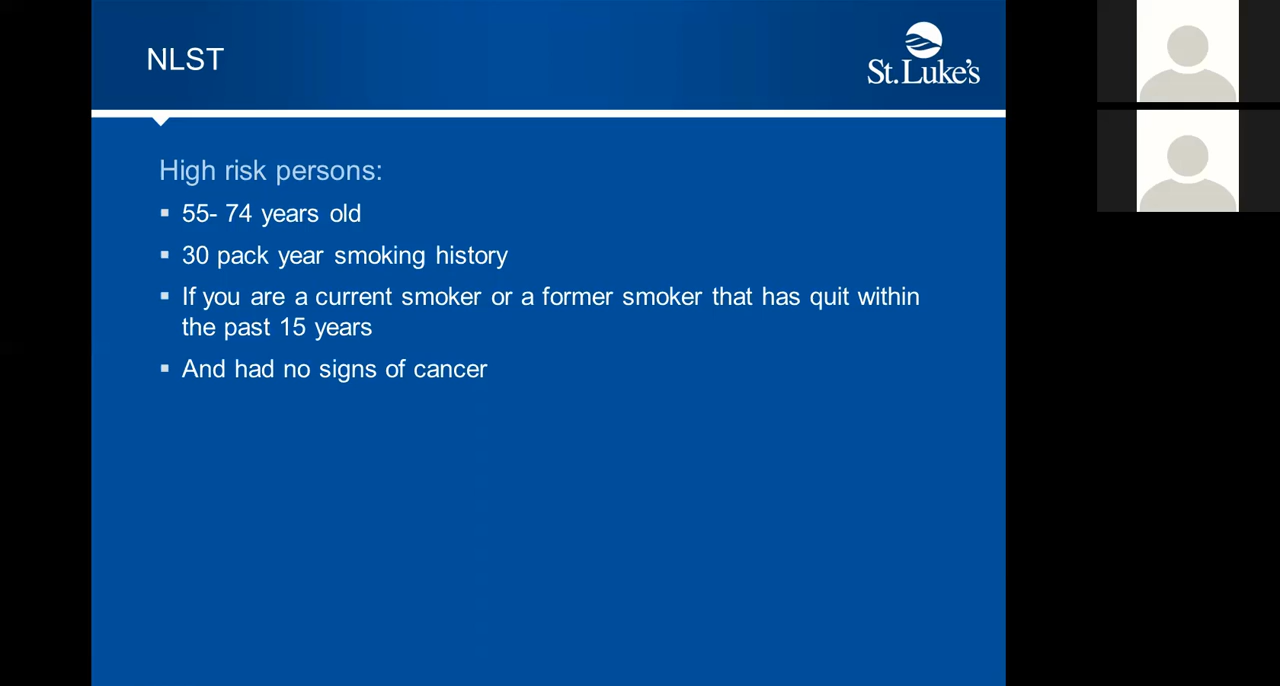 NLST
St. Luke's
High risk persons:
▪ 55- 74 years old
▪ 30 pack year smoking history
▪ If you are a current smoker or a former smoker that has quit within
the past 15 years
▪ And had no signs of cancer